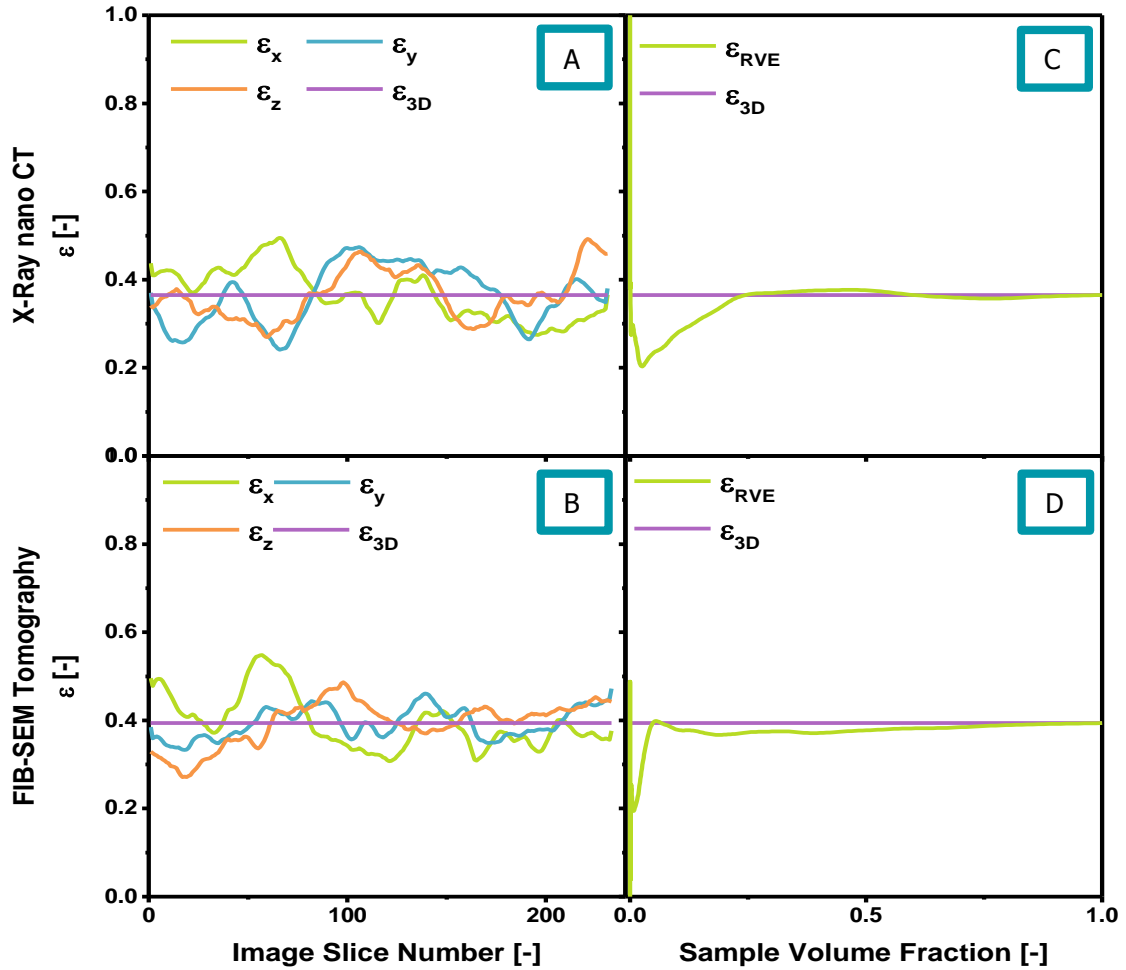 X-Ray nano CT
ε [-]
1.0
0.8
0.6
0.4
0.2
0.0
εx
εy
εz
ε3D
A
εRVE
ε3D
C
FIB-SEM Tomography
ε [-]
1.0
0.8
0.6
0.4
0.2
0.0
εx
εy
εz
ε3D
B
εRVE
ε3D
D
0
100
200
0.0
0.5
1.0
Image Slice Number [-]
Sample Volume Fraction [-]